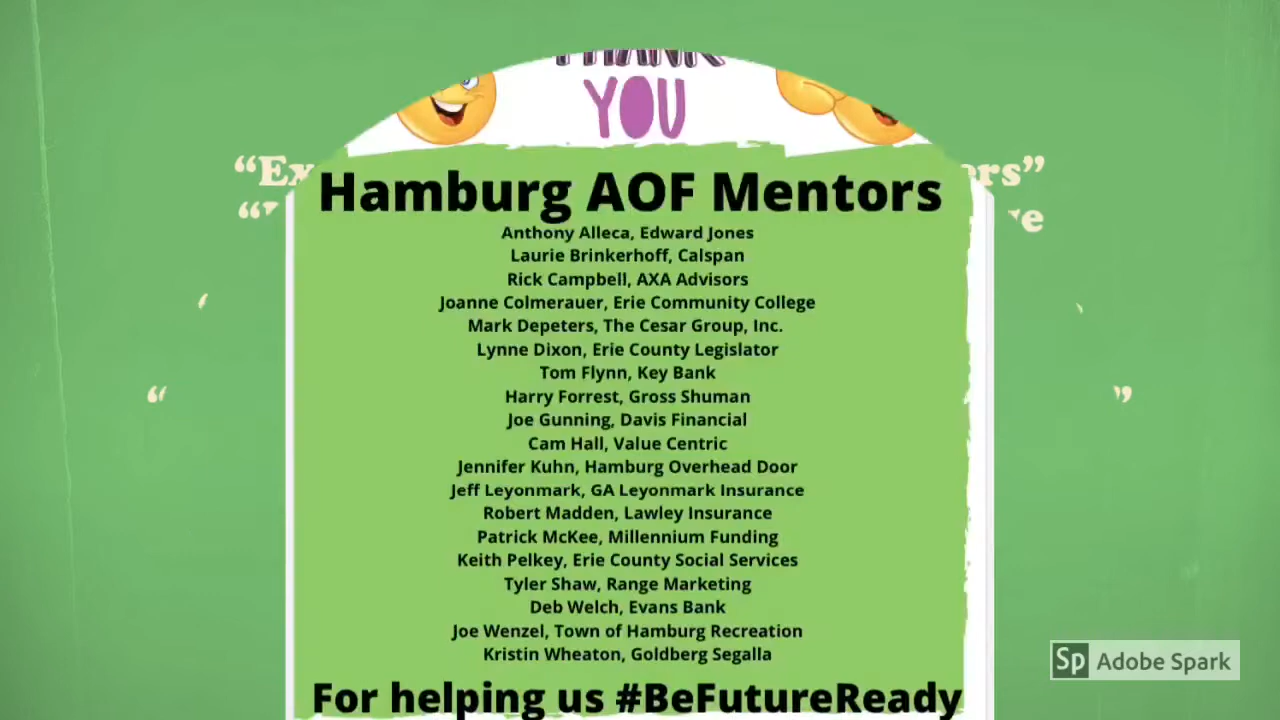 THANK
YOU
Hamburg AOF Mentors
Anthony Alleca, Edward Jones
Laurie Brinkerhoff, Calspan
Rick Campbell, AXA Advisors
Joanne Colmerauer, Erie Community College
Mark Depeters, The Cesar Group, Inc.
Lynne Dixon, Erie County Legislator
Tom Flynn, Key Bank
Harry Forrest, Gross Shuman
Joe Gunning, Davis Financial
Cam Hall, Value Centric
Jennifer Kuhn, Hamburg Overhead Door
Jeff Leyonmark, GA Leyonmark Insurance
Robert Madden, Lawley Insurance
Patrick McKee, Millennium Funding
Keith Pelkey, Erie County Social Services
Tyler Shaw, Range Marketing
Deb Welch, Evans Bank
Joe Wenzel, Town of Hamburg Recreation
Kristin Wheaton, Goldberg Segalla
For helping us #BeFutureReady
Sp Adobe Spark